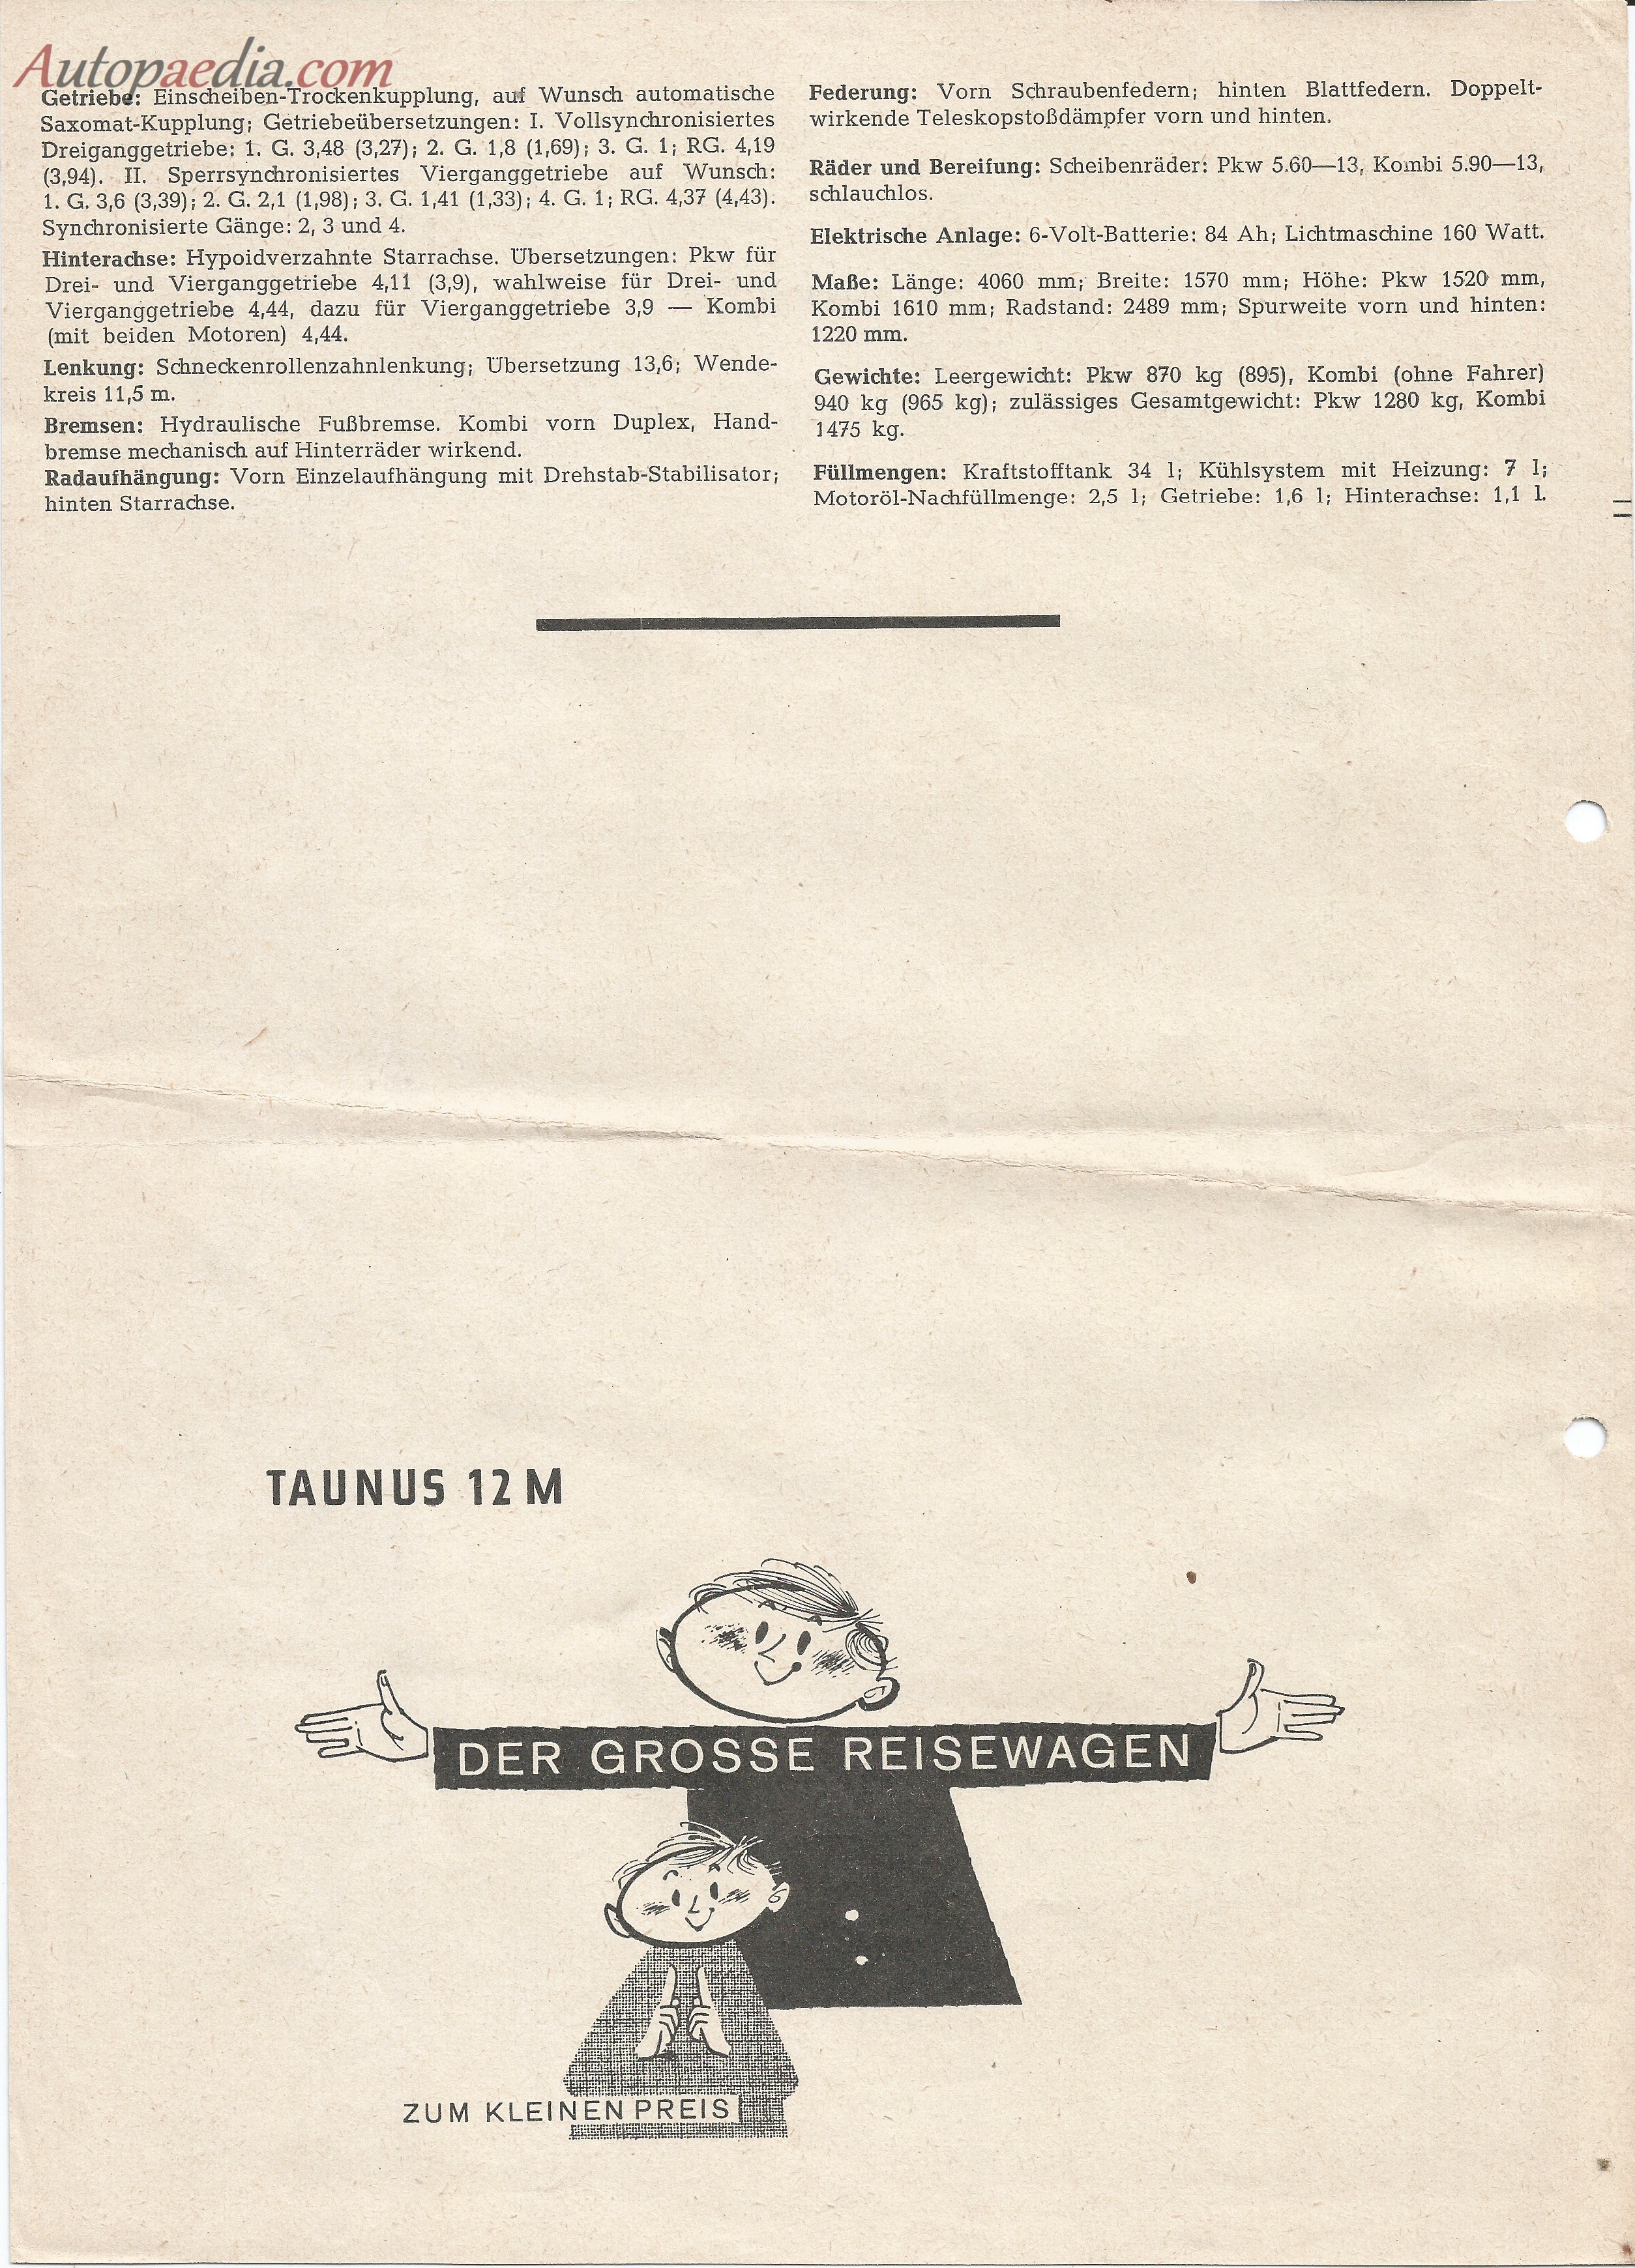 Autopaedia.com
Getriebe: Einscheiben-Trockenkupplung, auf Wunsch automatische
Saxomat-Kupplung; Getriebeübersetzungen: I. Vollsynchronisiertes
Dreiganggetriebe: 1. G. 3,48 (3,27); 2. G. 1,8 (1,69); 3. G. 1; RG. 4,19
(3,94). II. Sperrsynchronisiertes Vierganggetriebe auf Wunsch:
1. G. 3,6 (3,39); 2. G. 2,1 (1,98); 3. G. 1,41 (1,33); 4. G. 1; RG. 4,37 (4,43).
Synchronisierte Gänge: 2, 3 und 4.
Hinterachse: Hypoidverzahnte Starrachse. Übersetzungen: Pkw für
Drei- und Vierganggetriebe 4,11 (3,9), wahlweise für Drei- und
Vierganggetriebe 4,44, dazu für Vierganggetriebe 3,9 — Kombi
(mit beiden Motoren) 4,44.
Lenkung: Schneckenrollenzahnlenkung; Übersetzung 13,6; Wende-
kreis 11,5 m.
Bremsen: Hydraulische Fußbremse. Kombi vorn Duplex, Hand-
bremse mechanisch auf Hinterräder wirkend.
Radaufhängung: Vorn Einzelaufhängung mit Drehstab-Stabilisator;
hinten Starrachse.
Federung: Vorn Schraubenfedern; hinten Blattfedern. Doppelt-
wirkende Teleskopstoßdämpfer vorn und hinten.
Räder und Bereifung: Scheibenräder: Pkw 5.60—13, Kombi 5.90—13,
schlauchlos.
Elektrische Anlage: 6-Volt-Batterie: 84 Ah; Lichtmaschine 160 Watt.
Maße: Länge: 4060 mm; Breite: 1570 mm; Höhe: Pkw 1520 mm,
Kombi 1610 mm; Radstand: 2489 mm; Spurweite vorn und hinten:
1220 mm.
Gewichte: Leergewicht: Pkw 870 kg (895), Kombi (ohne Fahrer)
940 kg (965 kg); zulässiges Gesamtgewicht: Pkw 1280 kg, Kombi
1475 kg.
Füllmengen: Kraftstofftank 34 l; Kühlsystem mit Heizung: 7 l;
Motoröl-Nachfüllmenge: 2,5 l; Getriebe: 1,6 l; Hinterachse: 1,1 l.
TAUNUS 12 M
DER GROSSE REISEWAGEN
ZUM KLEINEN PREIS